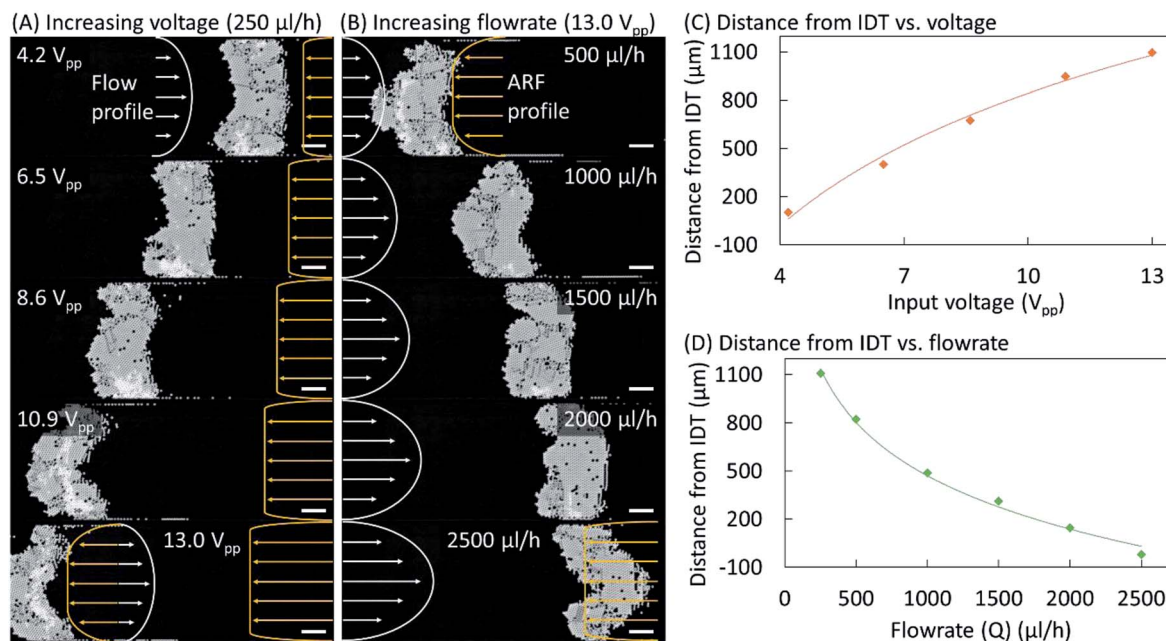 (A) Increasing voltage (250 µl/h)
(B) Increasing flowrate (13.0 Vpp)
4.2 Vpp
Flow
profile
6.5 Vpp
8.6 Vpp
10.9 Vpp
13.0 Vpp
500 µl/h
ARF
profile
1000 µl/h
1500 µl/h
2000 µl/h
2500 µl/h
(C) Distance from IDT vs. voltage
Distance from IDT (µm)
1100
800
500
200
-100
4 7 10 13
Input voltage (Vpp)
(D) Distance from IDT vs. flowrate
Distance from IDT (µm)
1100
800
500
200
-100
0 500 1000 1500 2000 2500
Flowrate (Q) (µl/h)